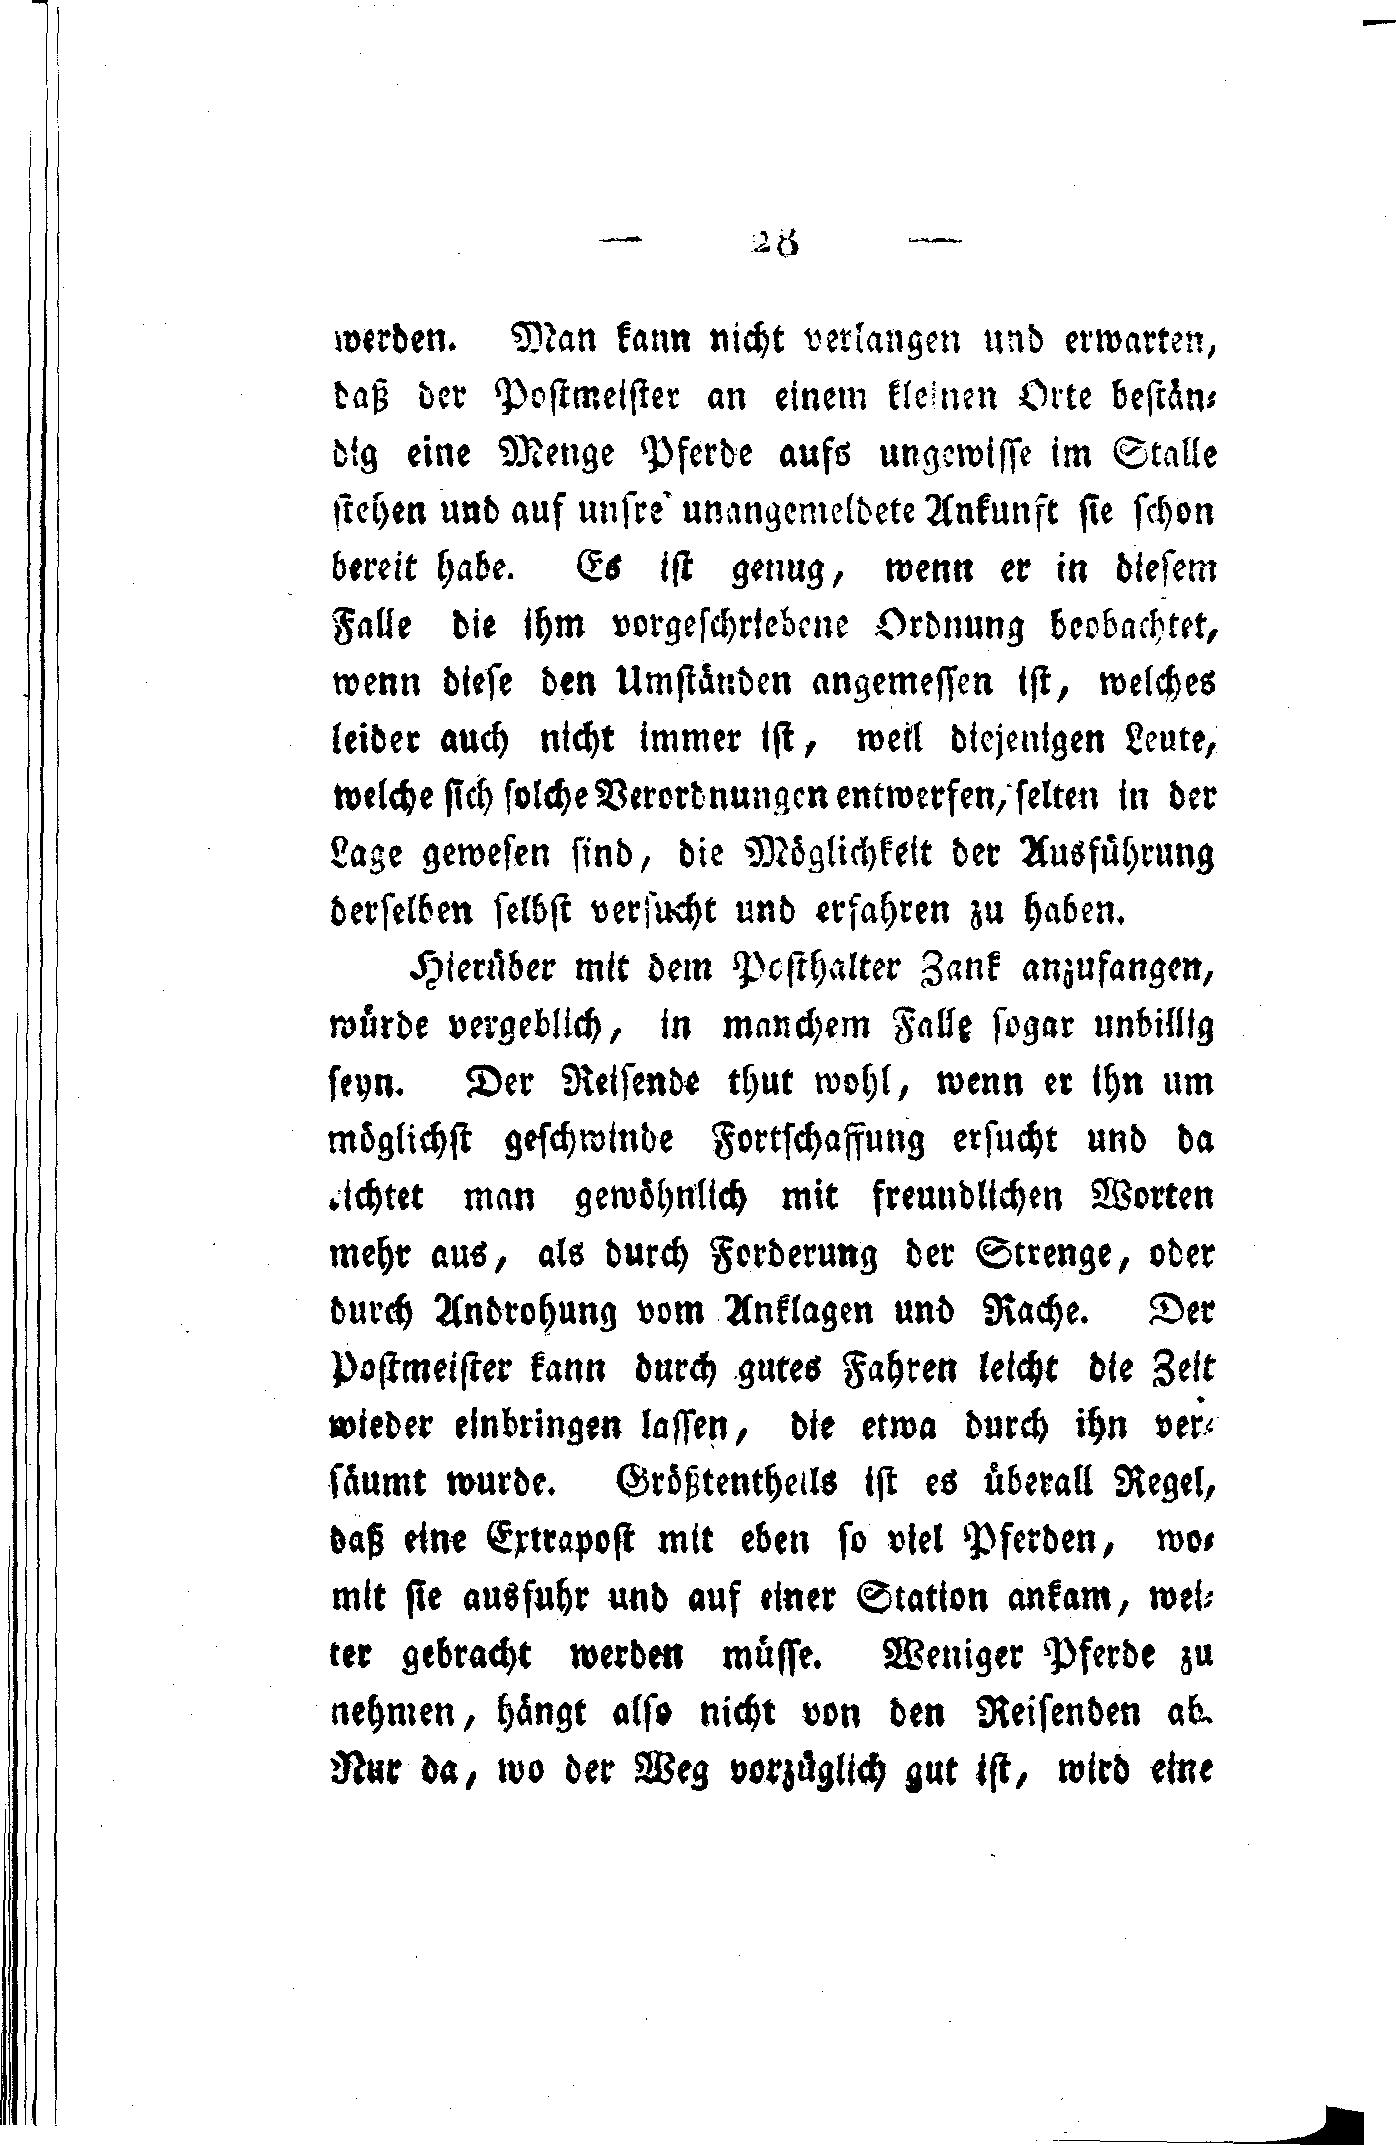 — 28 —
werden. Man kann nicht verlangen und erwarten,
daß der Postmeister an einem kleinen Orte bestän⸗
dig eine Menge Pferde aufs ungewisse im Stalle
stehen und auf unsre unangemeldete Ankunft sie schon
bereit habe. Es ist genug, wenn er in diesem
Falle die ihm vorgeschriebene Ordnung beobachtet,
wenn diese den Umständen angemessen ist, welches
leider auch nicht immer ist, weil diejenigen Leute,
welche sich solche Verordnungen entwerfen, selten in der
Lage gewesen sind, die Möglichkeit der Ausführung
derselben selbst versucht und erfahren zu haben.
Hierüber mit dem Posthalter Zank anzufangen,
würde vergeblich, in manchem Falle sogar unbillig
seyn. Der Reisende thut wohl, wenn er ihn um
möglichst geschwinde Fortschaffung ersucht und da
richtet man gewöhnlich mit freundlichen Worten
mehr aus, als durch Forderung der Strenge, oder
durch Androhung vom Anklagen und Rache. Der
Postmeister kann durch gutes Fahren leicht die Zeit
wieder einbringen lassen, die etwa durch ihn ver⸗
säumt wurde. Größtentheils ist es überall Regel,
daß eine Extrapost mit eben so viel Pferden, wo⸗
mit sie ausfuhr und auf einer Station ankam, wei⸗
ter gebracht werden müsse. Weniger Pferde zu
nehmen, hängt also nicht von den Reisenden ab.
Nur da, wo der Weg vorzüglich gut ist, wird eine